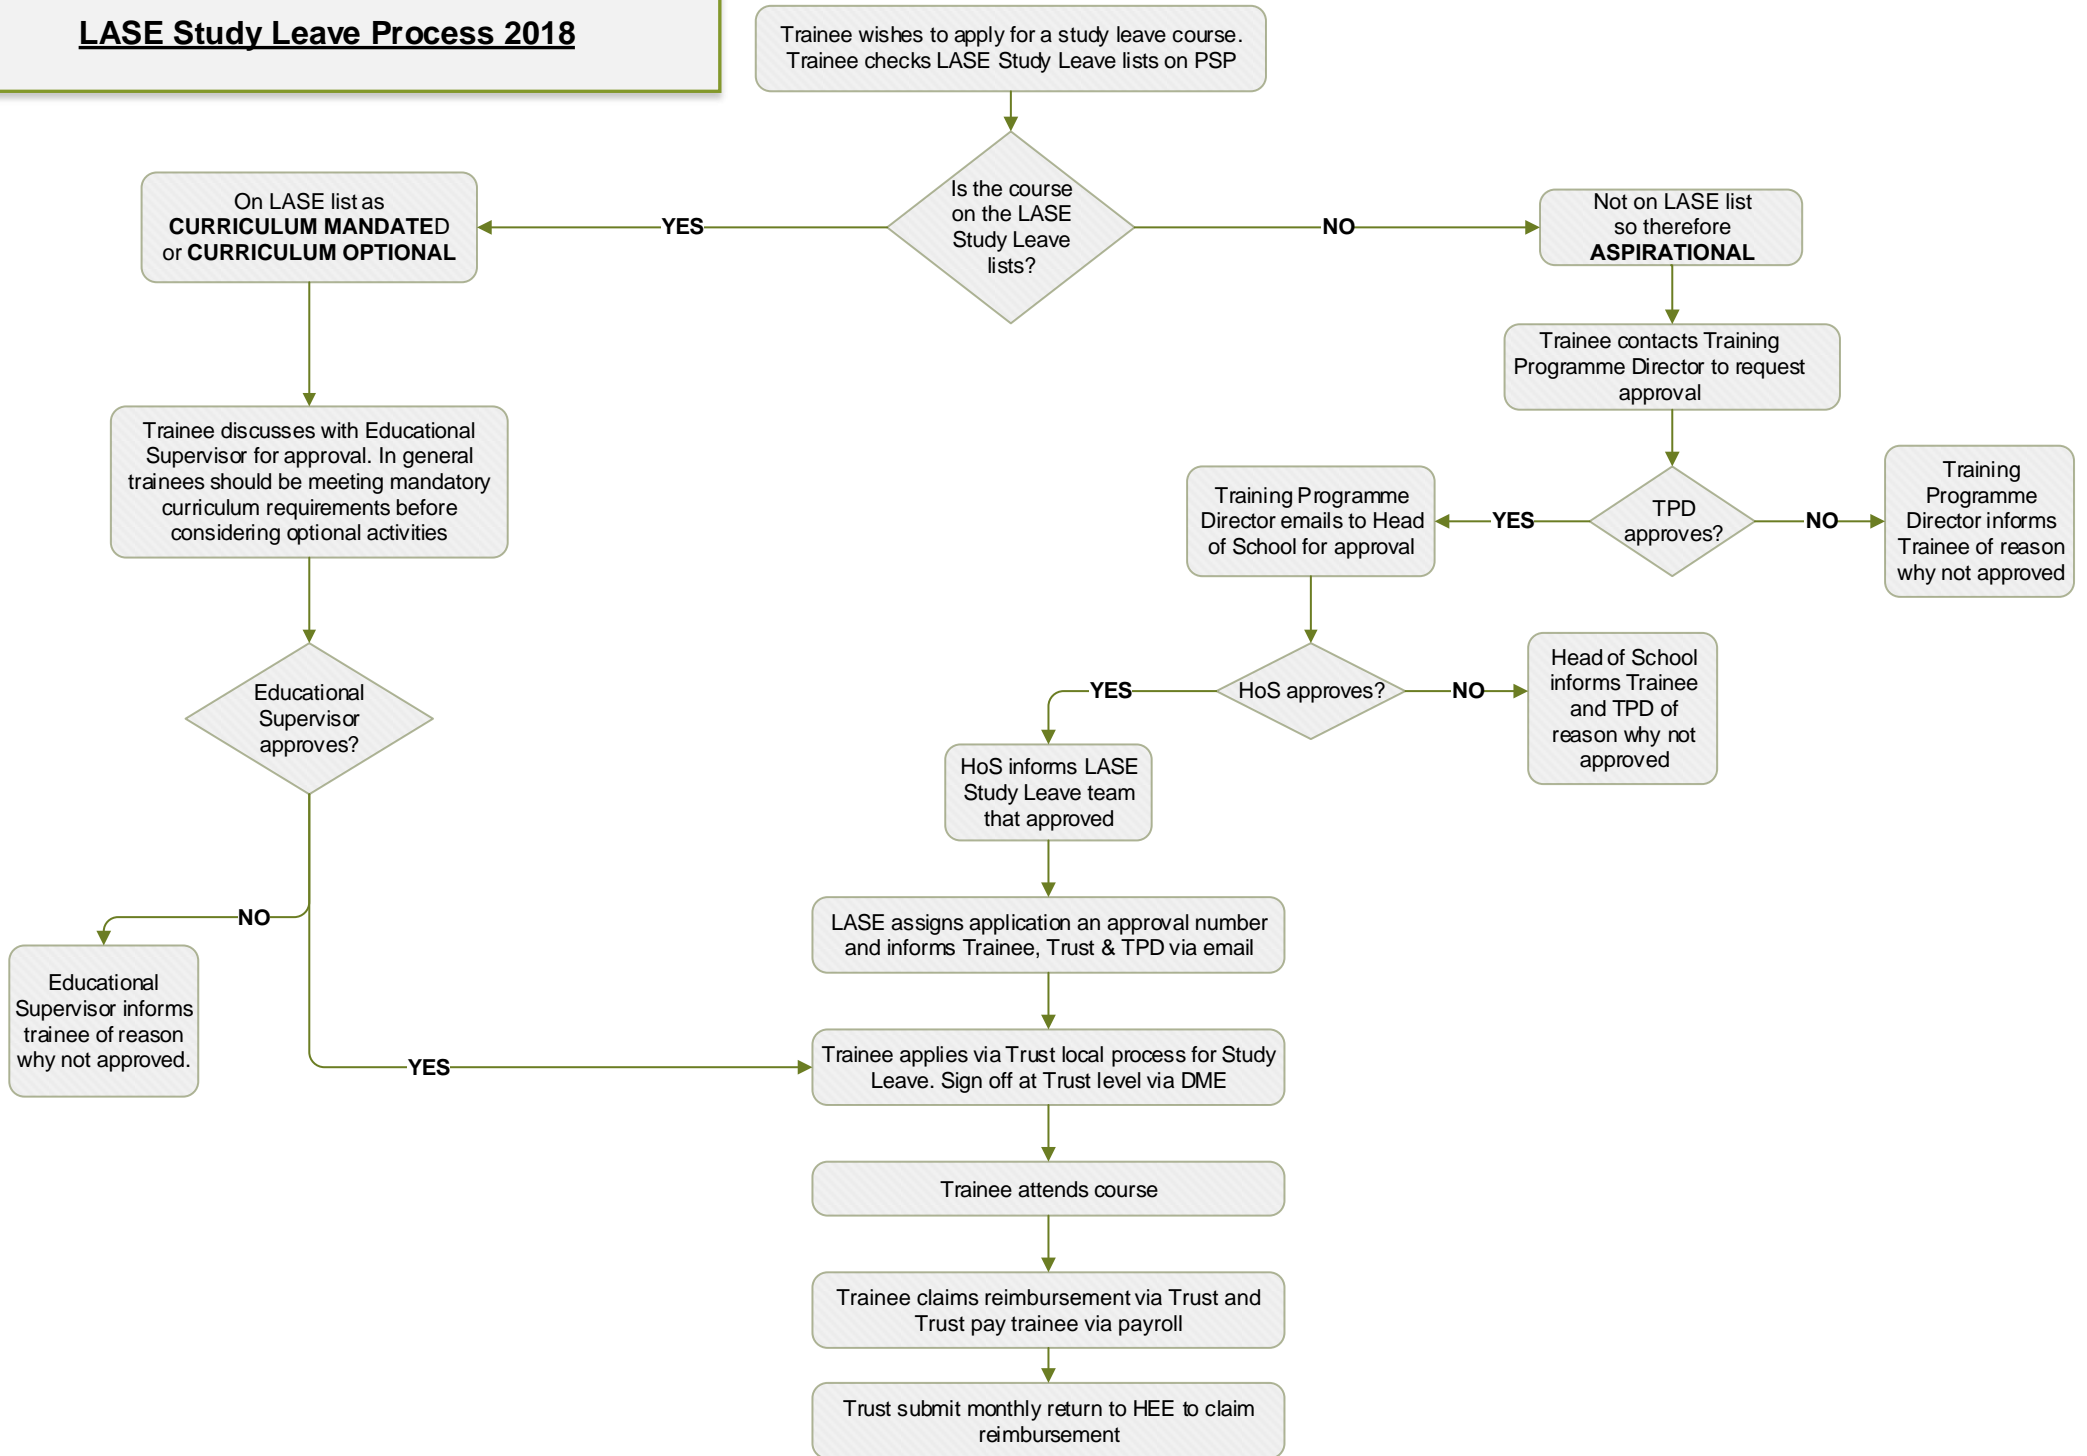 LASE Study Leave Process 2018
Trainee wishes to apply for a study leave course.
Trainee checks LASE Study Leave lists on PSP
Is the course
on the LASE
Study Leave
lists?
YES
NO
On LASE list as
CURRICULUM MANDATED
or CURRICULUM OPTIONAL
Not on LASE list
so therefore
ASPIRATIONAL
Trainee contacts Training
Programme Director to request
approval
Trainee discusses with Educational
Supervisor for approval. In general
trainees should be meeting mandatory
curriculum requirements before
considering optional activities
TPD
approves?
YES
NO
Training Programme
Director emails to Head
of School for approval
Training
Programme
Director informs
Trainee of reason
why not approved
HoS approves?
YES
NO
Head of School
informs Trainee
and TPD of
reason why not
approved
Educational
Supervisor
approves?
HoS informs LASE
Study Leave team
that approved
NO
LASE assigns application an approval number
and informs Trainee, Trust & TPD via email
Educational
Supervisor informs
trainee of reason
why not approved.
YES
Trainee applies via Trust local process for Study
Leave. Sign off at Trust level via DME
Trainee attends course
Trainee claims reimbursement via Trust and
Trust pay trainee via payroll
Trust submit monthly return to HEE to claim
reimbursement